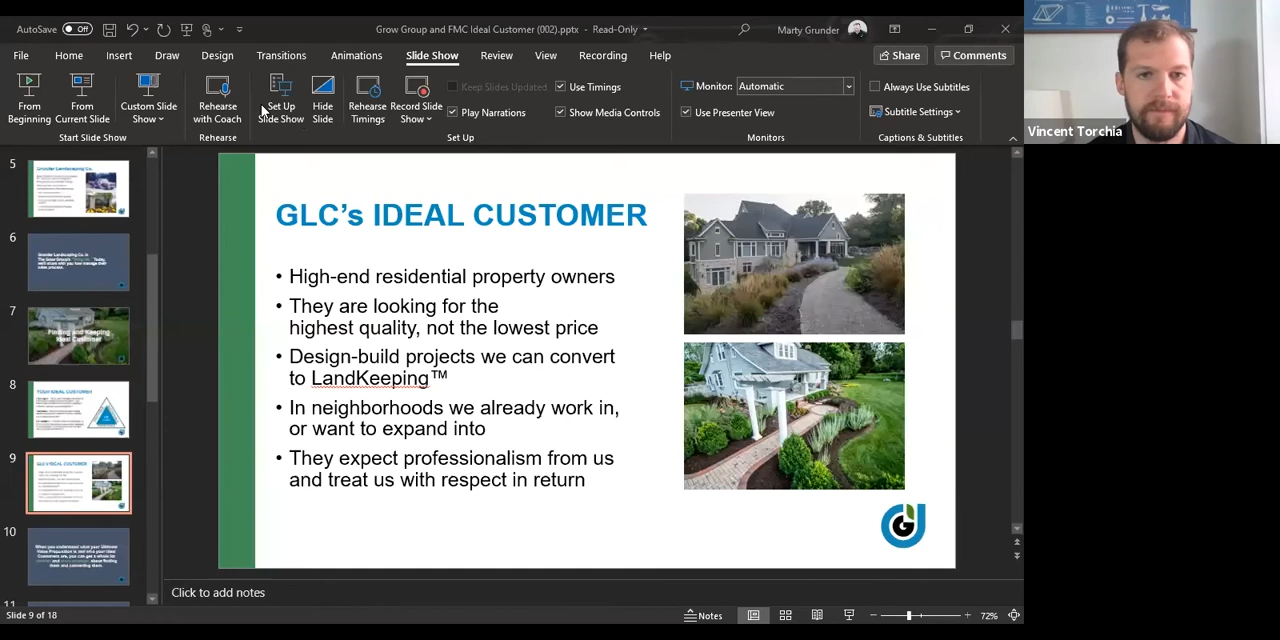 AutoSave
Off
Grow Group and FMC Ideal Customer (002).pptx - Read-Only
Marty Grunder
File
Home
Insert
Draw
Design
Transitions
Animations
Slide Show
Review
View
Recording
Help
Share
Comments
From Beginning
From Current Slide
Custom Slide Show
Rehearse with Coach
Set Up Slide Show
Hide Slide
Rehearse Timings
Record Slide Show
Keep Slides Updated
Play Narrations
Use Timings
Show Media Controls
Monitor: Automatic
Use Presenter View
Always Use Subtitles
Subtitle Settings
Start Slide Show
Rehearse
Set Up
Monitors
Captions & Subtitles
Vincent Torchia
5
6
7
8
9
10
11
GLC's IDEAL CUSTOMER
• High-end residential property owners
• They are looking for the
highest quality, not the lowest price
• Design-build projects we can convert
to LandKeeping™
• In neighborhoods we already work in,
or want to expand into
• They expect professionalism from us
and treat us with respect in return
Click to add notes
Slide 9 of 18
Notes
72%